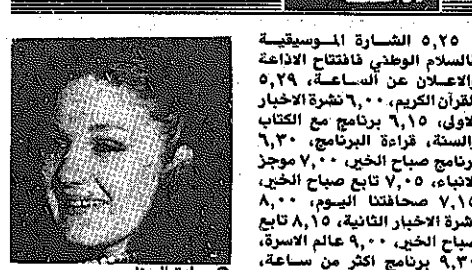 ٥,٢٥ الشارة الموسيقية
بالسلام الوطني فافتتاح الاذاعة
والاعلان عن الساعة، ٥,٢٩
القرآن الكريم، ٦,٠٠ نشرة الاخبار
الاولى، ٦,١٥ برنامج مع الكتاب
والسنة، قراءة البرنامج، ٦,٣٠
برنامج صباح الخير، ٧,٠٠ موجز
الانباء، ٧,٠٥ تابع صباح الخير،
٧,١٥ صحافتنا اليوم، ٨,٠٠
نشرة الاخبار الثانية، ٨,١٥ تابع
صباح الخير، ٩,٠٠ عالم الاسرة،
٩,٣٠ برنامج اكثر من ساعة،